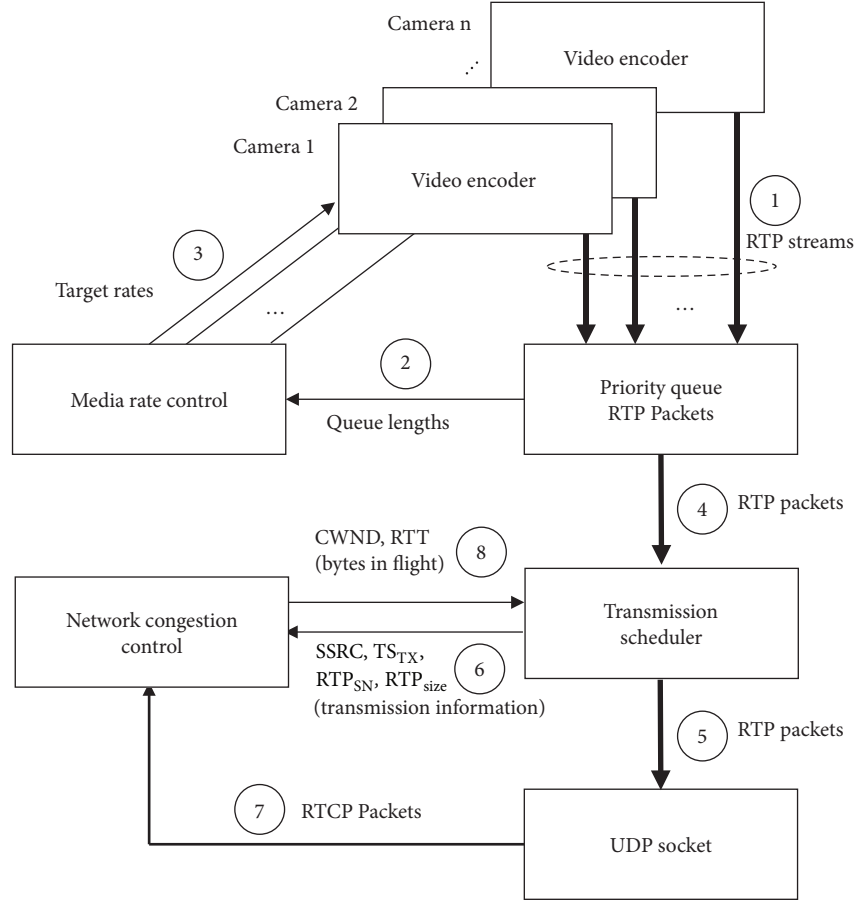 Camera n
Video encoder
⋰
Camera 2
Camera 1
Video encoder
1
RTP streams
3
Target rates
...
...
2
Media rate control
Queue lengths
Priority queue
RTP Packets
4
RTP packets
CWND, RTT
(bytes in flight)
8
Network congestion
control
Transmission
scheduler
SSRC, TS_TX,
RTP_SN, RTP_size
(transmission information)
6
5
RTP packets
7
RTCP Packets
UDP socket